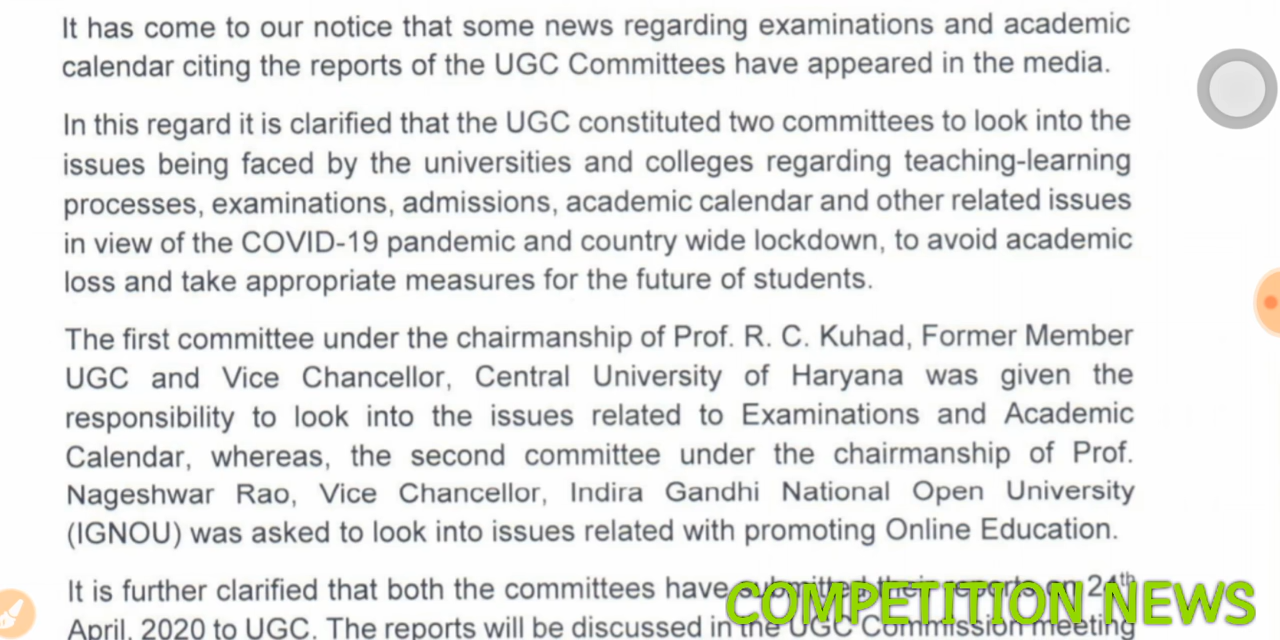 It has come to our notice that some news regarding examinations and academic
calendar citing the reports of the UGC Committees have appeared in the media.
In this regard it is clarified that the UGC constituted two committees to look into the
issues being faced by the universities and colleges regarding teaching-learning
processes, examinations, admissions, academic calendar and other related issues
in view of the COVID-19 pandemic and country wide lockdown, to avoid academic
loss and take appropriate measures for the future of students.
The first committee under the chairmanship of Prof. R. C. Kuhad, Former Member
UGC and Vice Chancellor, Central University of Haryana was given the
responsibility to look into the issues related to Examinations and Academic
Calendar, whereas, the second committee under the chairmanship of Prof.
Nageshwar Rao, Vice Chancellor, Indira Gandhi National Open University
(IGNOU) was asked to look into issues related with promoting Online Education.
It is further clarified that both the committees have submitted their reports on 24th
April, 2020 to UGC. The reports will be discussed in the UGC Commission meeting
COMPETITION NEWS